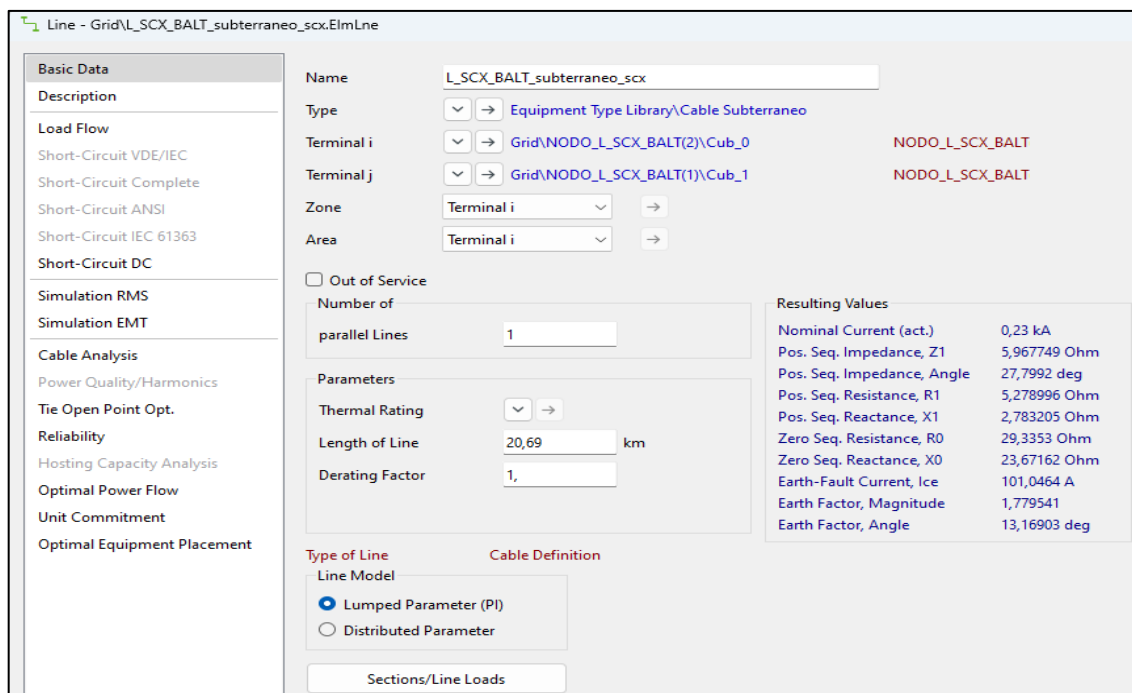 Line - Grid\L_SCX_BALT_subterraneo_scx.ElmLne
Basic Data
Description
Load Flow
Short-Circuit VDE/IEC
Short-Circuit Complete
Short-Circuit ANSI
Short-Circuit IEC 61363
Short-Circuit DC
Simulation RMS
Simulation EMT
Cable Analysis
Power Quality/Harmonics
Tie Open Point Opt.
Reliability
Hosting Capacity Analysis
Optimal Power Flow
Unit Commitment
Optimal Equipment Placement
Name L_SCX_BALT_subterraneo_scx
Type Equipment Type Library\Cable Subterraneo
Terminal i Grid\NODO_L_SCX_BALT(2)\Cub_0 NODO_L_SCX_BALT
Terminal j Grid\NODO_L_SCX_BALT(1)\Cub_1 NODO_L_SCX_BALT
Zone Terminal i
Area Terminal i
Out of Service
Number of
parallel Lines 1
Parameters
Thermal Rating
Length of Line 20,69 km
Derating Factor 1,
Resulting Values
Nominal Current (act.) 0,23 kA
Pos. Seq. Impedance, Z1 5,967749 Ohm
Pos. Seq. Impedance, Angle 27,7992 deg
Pos. Seq. Resistance, R1 5,278996 Ohm
Pos. Seq. Reactance, X1 2,783205 Ohm
Zero Seq. Resistance, R0 29,3353 Ohm
Zero Seq. Reactance, X0 23,67162 Ohm
Earth-Fault Current, Ice 101,0464 A
Earth Factor, Magnitude 1,779541
Earth Factor, Angle 13,16903 deg
Type of Line Cable Definition
Line Model
Lumped Parameter (PI)
Distributed Parameter
Sections/Line Loads